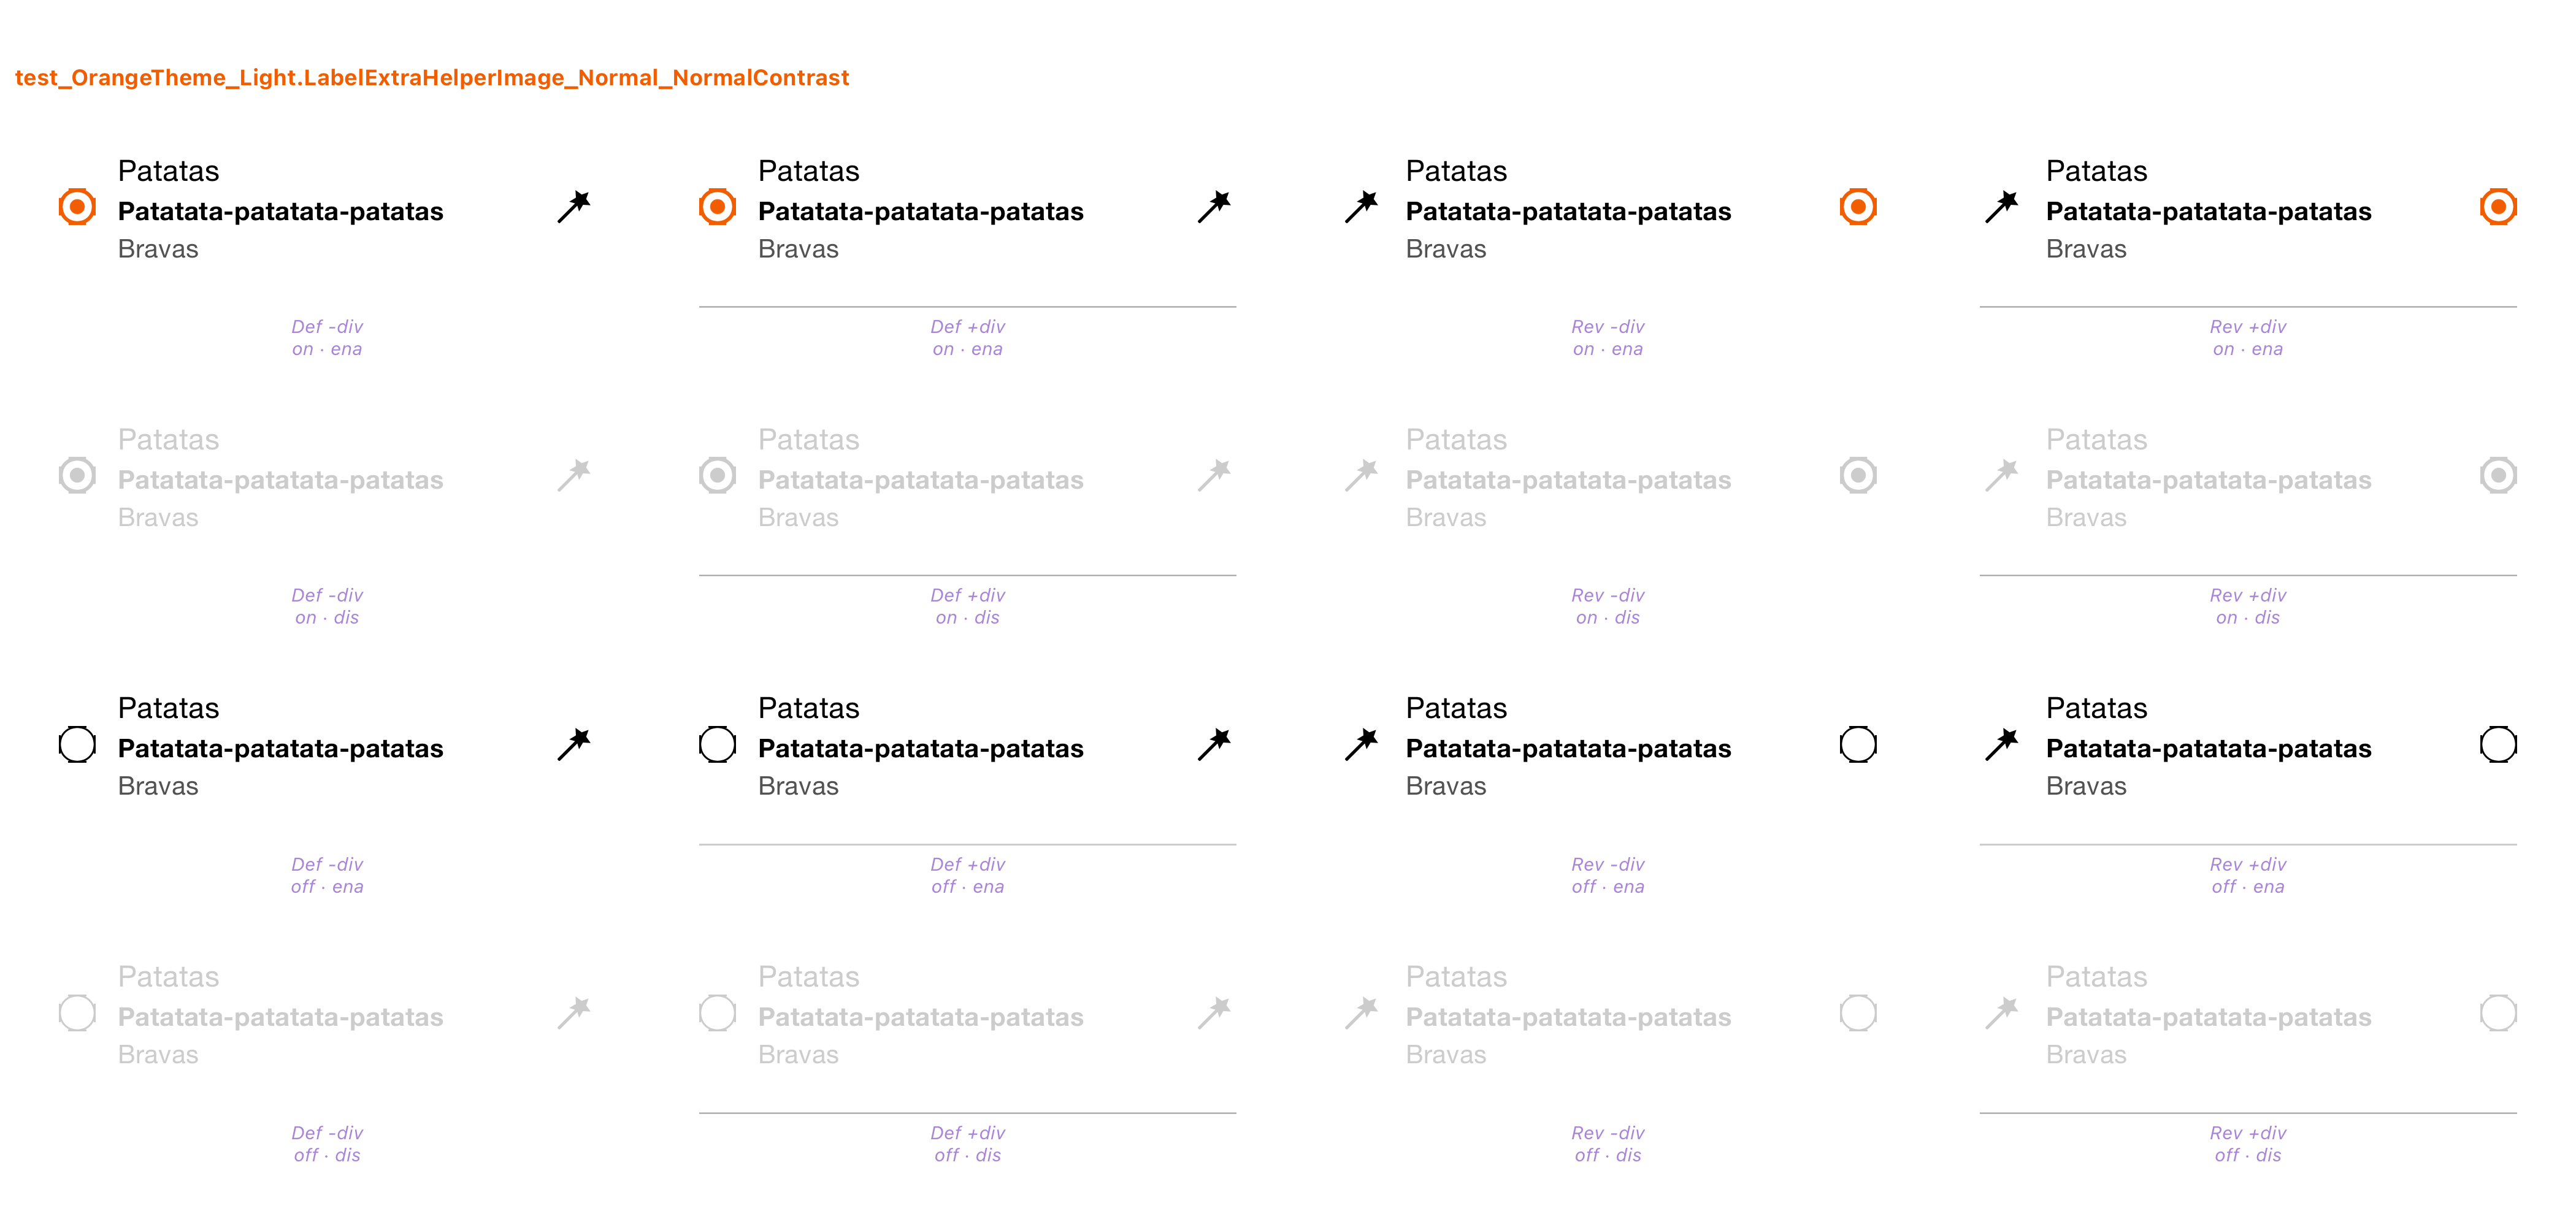 test_OrangeTheme_Light.LabelExtraHelperImage_Normal_NormalContrast
Patatas
Patatata-patatata-patatas
Bravas
Def -div
on · ena
Patatas
Patatata-patatata-patatas
Bravas
Def +div
on · ena
Patatas
Patatata-patatata-patatas
Bravas
Rev -div
on · ena
Patatas
Patatata-patatata-patatas
Bravas
Rev +div
on · ena
Patatas
Patatata-patatata-patatas
Bravas
Def -div
on · dis
Patatas
Patatata-patatata-patatas
Bravas
Def +div
on · dis
Patatas
Patatata-patatata-patatas
Bravas
Rev -div
on · dis
Patatas
Patatata-patatata-patatas
Bravas
Rev +div
on · dis
Patatas
Patatata-patatata-patatas
Bravas
Def -div
off · ena
Patatas
Patatata-patatata-patatas
Bravas
Def +div
off · ena
Patatas
Patatata-patatata-patatas
Bravas
Rev -div
off · ena
Patatas
Patatata-patatata-patatas
Bravas
Rev +div
off · ena
Patatas
Patatata-patatata-patatas
Bravas
Def -div
off · dis
Patatas
Patatata-patatata-patatas
Bravas
Def +div
off · dis
Patatas
Patatata-patatata-patatas
Bravas
Rev -div
off · dis
Patatas
Patatata-patatata-patatas
Bravas
Rev +div
off · dis